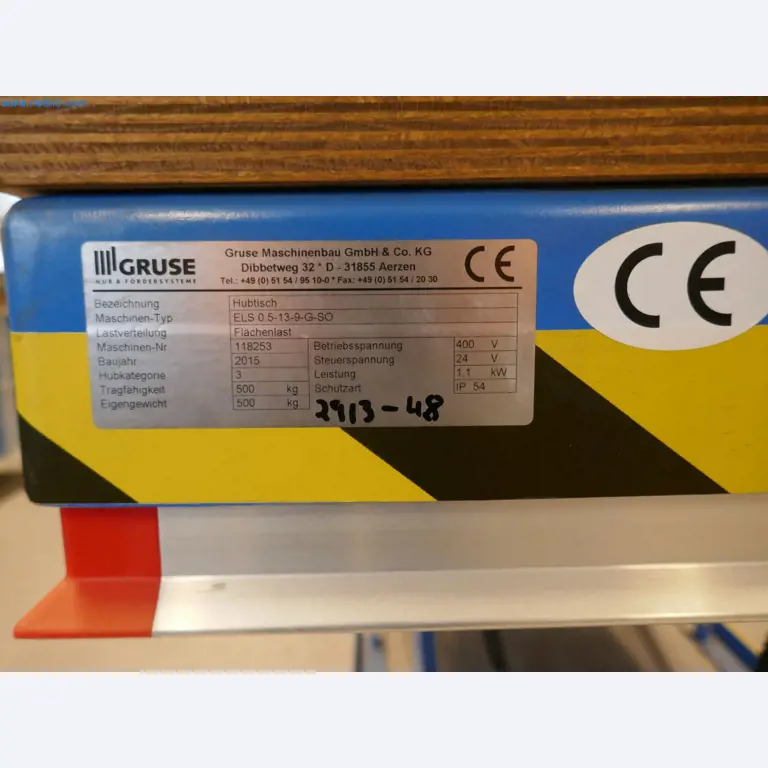 GRUSE
HUB & FÖRDERSYSTEME
Gruse Maschinenbau GmbH & Co. KG
Dibbetweg 32 * D - 31855 Aerzen
Tel.: +49 (0) 51 54 / 95 10-0 * Fax: +49 (0) 51 54 / 20 30
CE
CE
Bezeichnung Hubtisch
Maschinen-Typ ELS 0.5-13-9-G-SO
Lastverteilung Flächenlast
Maschinen-Nr 118253 Betriebsspannung 400 V
Baujahr 2015 Steuerspannung 24 V
Hubkategorie 3 Leistung 1.1 kW
Tragfähigkeit 500 kg Schutzart IP 54
Eigengewicht 500 kg 2913-48